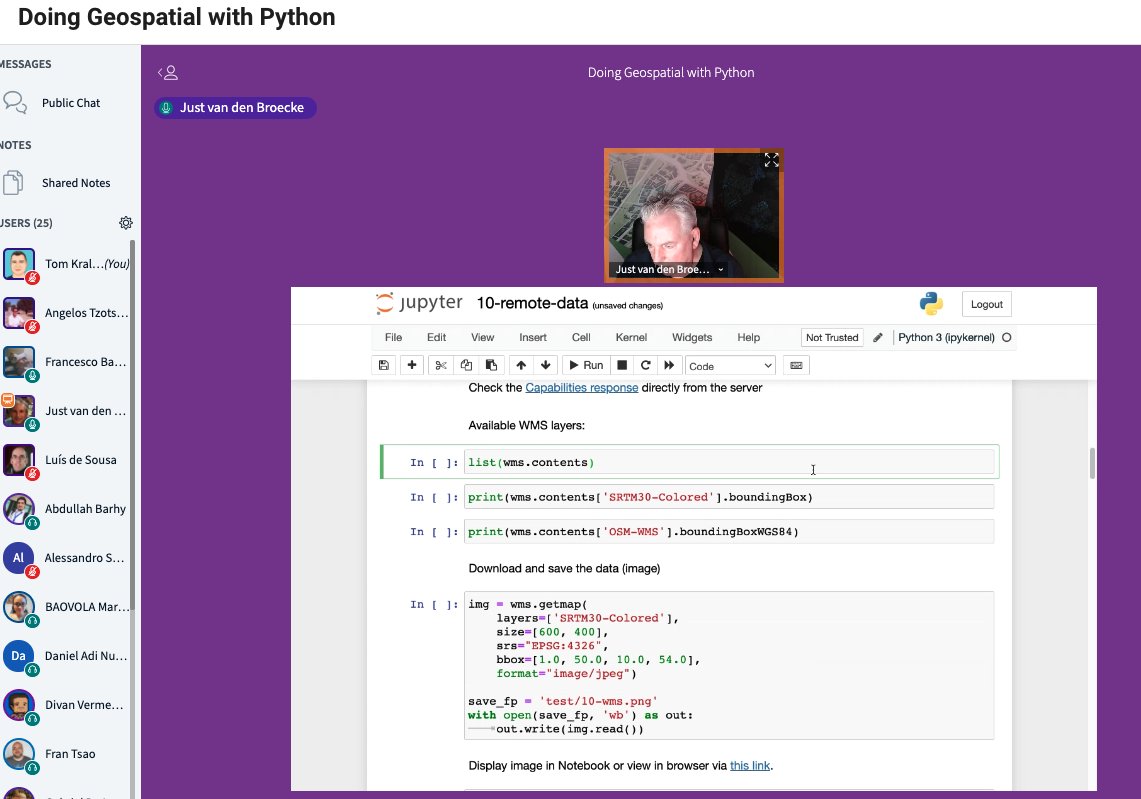 Doing Geospatial with Python
MESSAGES
Public Chat
NOTES
Shared Notes
USERS (25)
Tom Kral...(You)
Angelos Tzots...
Francesco Ba...
Just van den ...
Luís de Sousa
Abdullah Barhy
Al Alessandro S...
BAOVOLA Mar...
Da Daniel Adi Nu...
Divan Verme...
Fran Tsao
Doing Geospatial with Python
Just van den Broecke
Just van den Broe...
jupyter 10-remote-data (unsaved changes)
Logout
File Edit View Insert Cell Kernel Widgets Help
Not Trusted
Python 3 (ipykernel)
Run
Code
Check the Capabilities response directly from the server
Available WMS layers:
In [ ]: list(wms.contents)
In [ ]: print(wms.contents['SRTM30-Colored'].boundingBox)
In [ ]: print(wms.contents['OSM-WMS'].boundingBoxWGS84)
Download and save the data (image)
In [ ]: img = wms.getmap(
layers=['SRTM30-Colored'],
size=[600, 400],
srs="EPSG:4326",
bbox=[1.0, 50.0, 10.0, 54.0],
format="image/jpeg")
save_fp = 'test/10-wms.png'
with open(save_fp, 'wb') as out:
out.write(img.read())
Display image in Notebook or view in browser via this link.